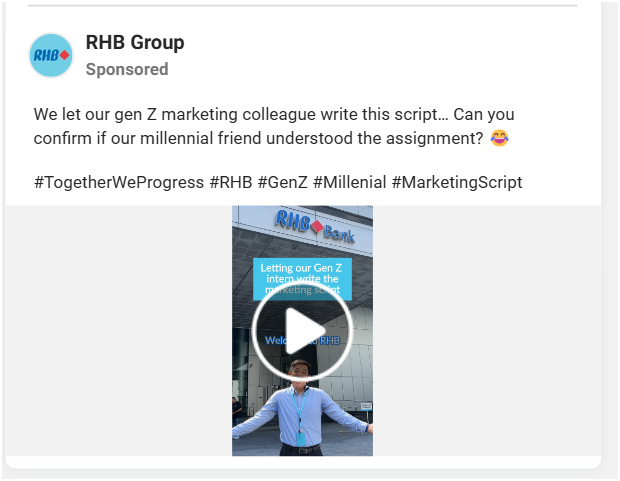 RHB
RHB Group
Sponsored
We let our gen Z marketing colleague write this script... Can you
confirm if our millennial friend understood the assignment? 😂
#TogetherWeProgress #RHB #GenZ #Millenial #MarketingScript
RHB Bank
Letting our Gen Z
intern write the
marketing script
Welcome to RHB